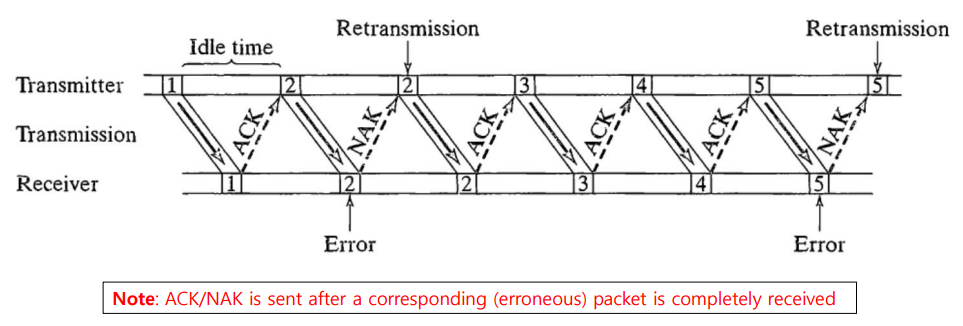 Retransmission Retransmission
Idle time
Transmitter 1 2 2 3 4 5 5
Transmission ACK NAK ACK ACK ACK NAK
Receiver 1 2 2 3 4 5
Error Error
Note: ACK/NAK is sent after a corresponding (erroneous) packet is completely received